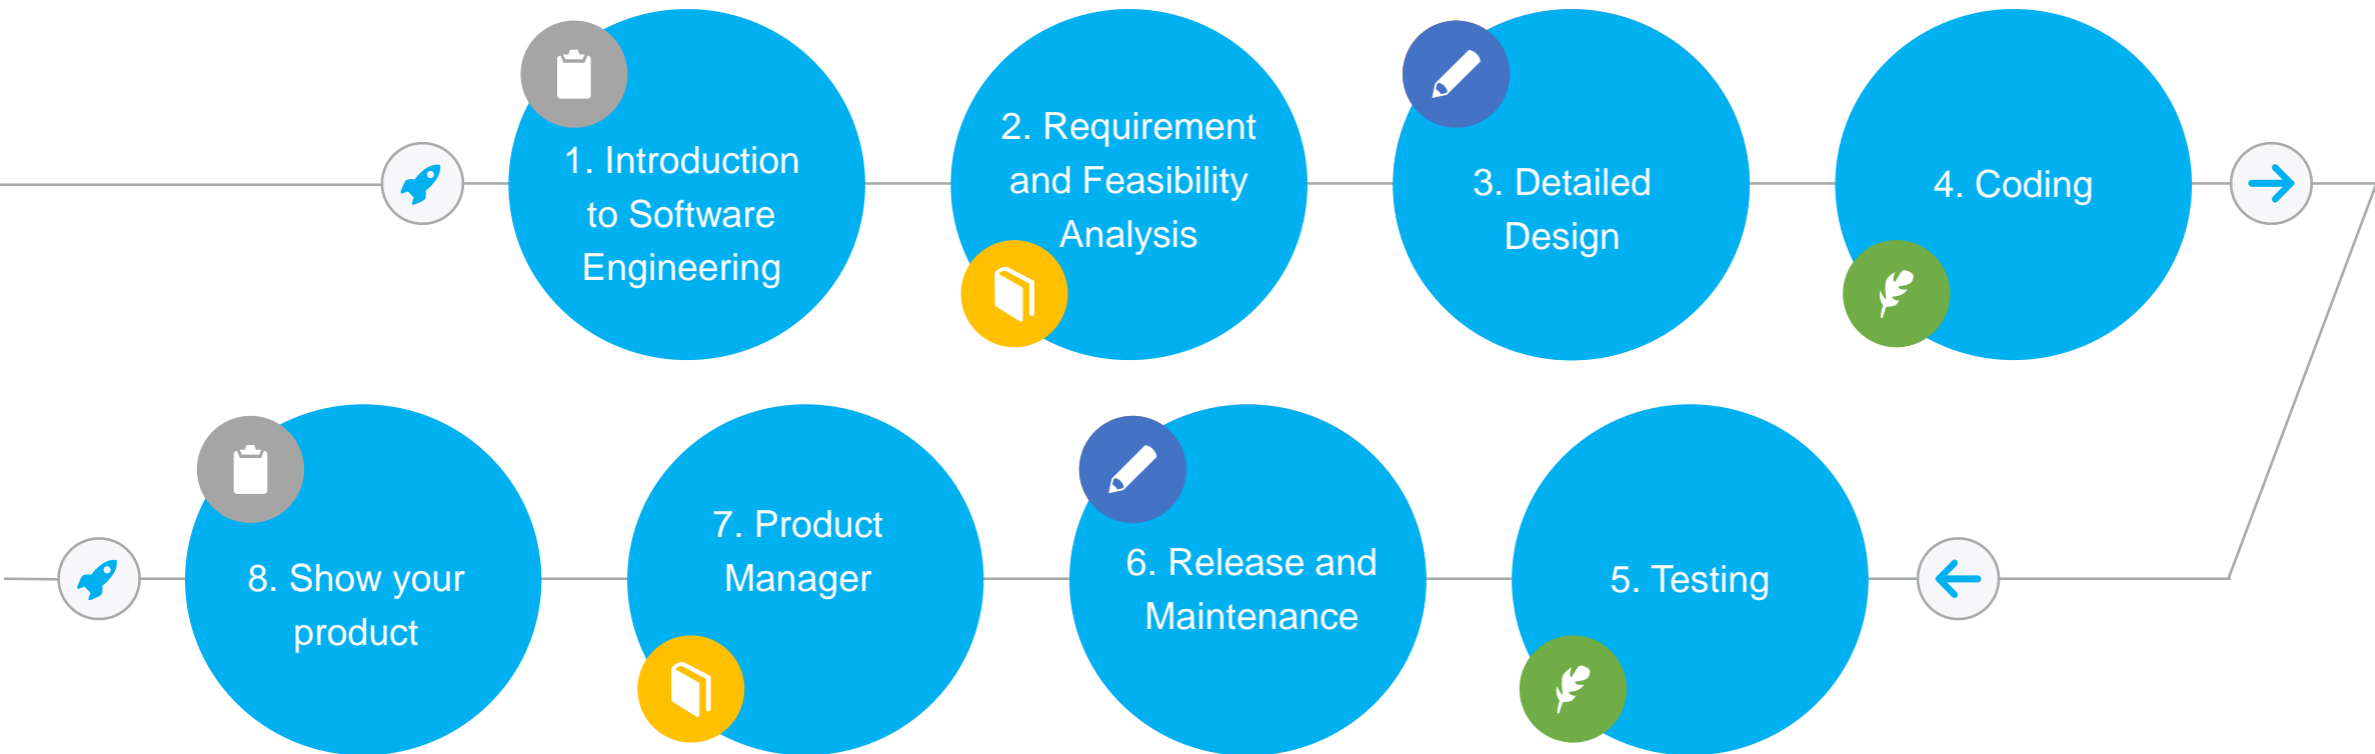 1. Introduction
to Software
Engineering
2. Requirement
and Feasibility
Analysis
3. Detailed
Design
4. Coding
5. Testing
6. Release and
Maintenance
7. Product
Manager
8. Show your
product